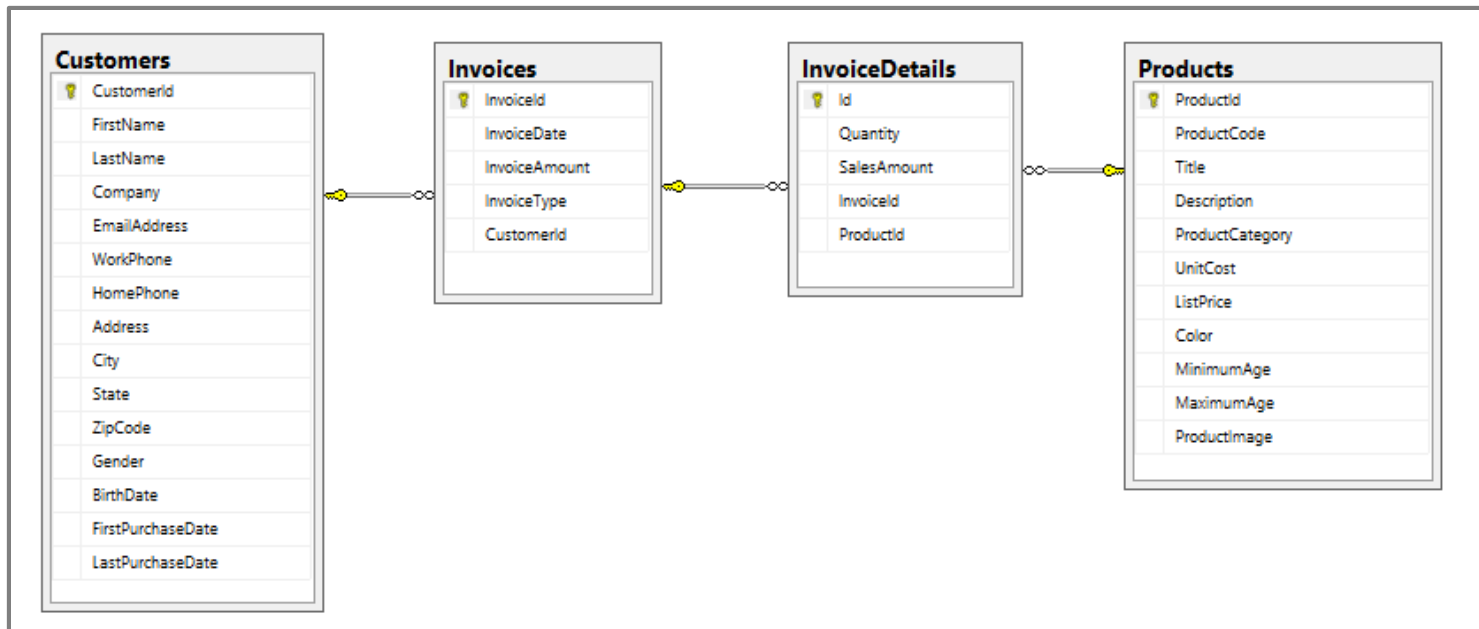 Customers
CustomerId
FirstName
LastName
Company
EmailAddress
WorkPhone
HomePhone
Address
City
State
ZipCode
Gender
BirthDate
FirstPurchaseDate
LastPurchaseDate
Invoices
InvoiceId
InvoiceDate
InvoiceAmount
InvoiceType
CustomerId
InvoiceDetails
Id
Quantity
SalesAmount
InvoiceId
ProductId
Products
ProductId
ProductCode
Title
Description
ProductCategory
UnitCost
ListPrice
Color
MinimumAge
MaximumAge
ProductImage